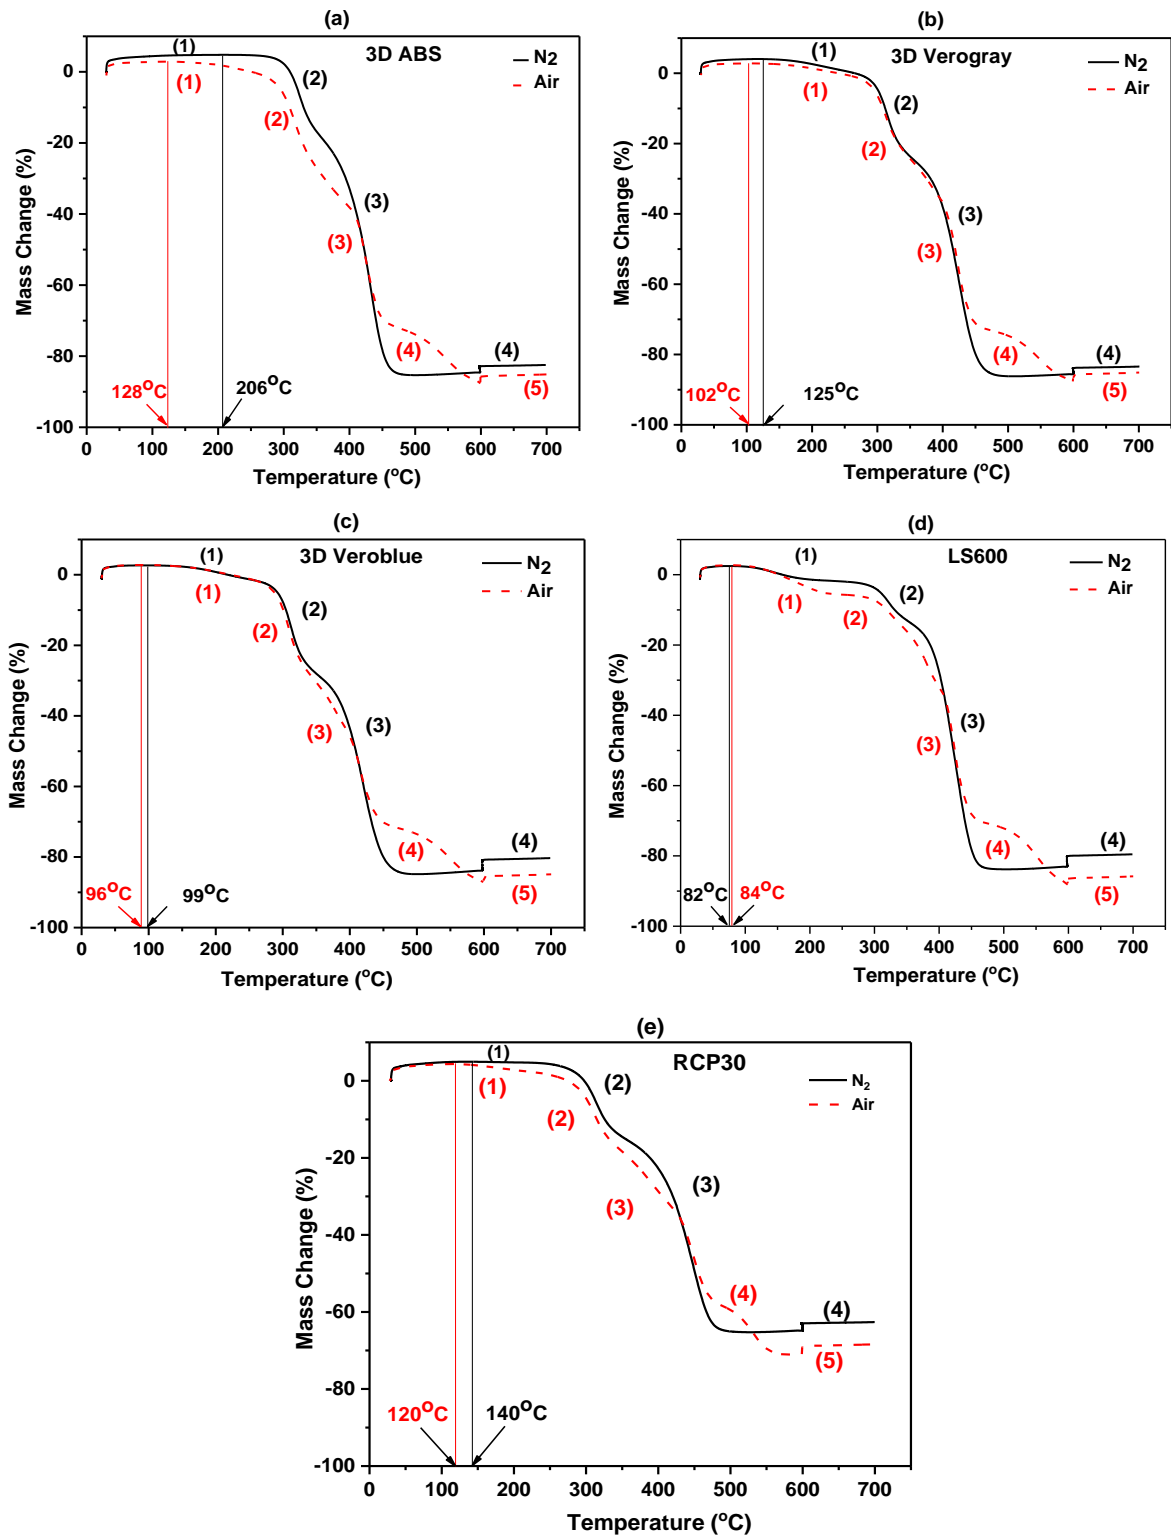 (a)
3D ABS
N2
Air
(1)
(1)
(2)
(2)
(3)
(3)
(4)
(4)
(5)
128°C
206°C
0
-20
-40
-60
-80
-100
0 100 200 300 400 500 600 700
Mass Change (%)
Temperature (°C)
(b)
3D Verogray
N2
Air
(1)
(1)
(2)
(2)
(3)
(3)
(4)
(4)
(5)
102°C
125°C
0
-20
-40
-60
-80
-100
0 100 200 300 400 500 600 700
Mass Change (%)
Temperature (°C)
(c)
3D Veroblue
N2
Air
(1)
(1)
(2)
(2)
(3)
(3)
(4)
(4)
(5)
96°C
99°C
0
-20
-40
-60
-80
-100
0 100 200 300 400 500 600 700
Mass Change (%)
Temperature (°C)
(d)
LS600
N2
Air
(1)
(1)
(2)
(2)
(3)
(3)
(4)
(4)
(5)
82°C
84°C
0
-20
-40
-60
-80
-100
0 100 200 300 400 500 600 700
Mass Change (%)
Temperature (°C)
(e)
RCP30
N₂
Air
(1)
(1)
(2)
(2)
(3)
(3)
(4)
(4)
(5)
120°C
140°C
0
-20
-40
-60
-80
-100
0 100 200 300 400 500 600 700
Mass Change (%)
Temperature (°C)